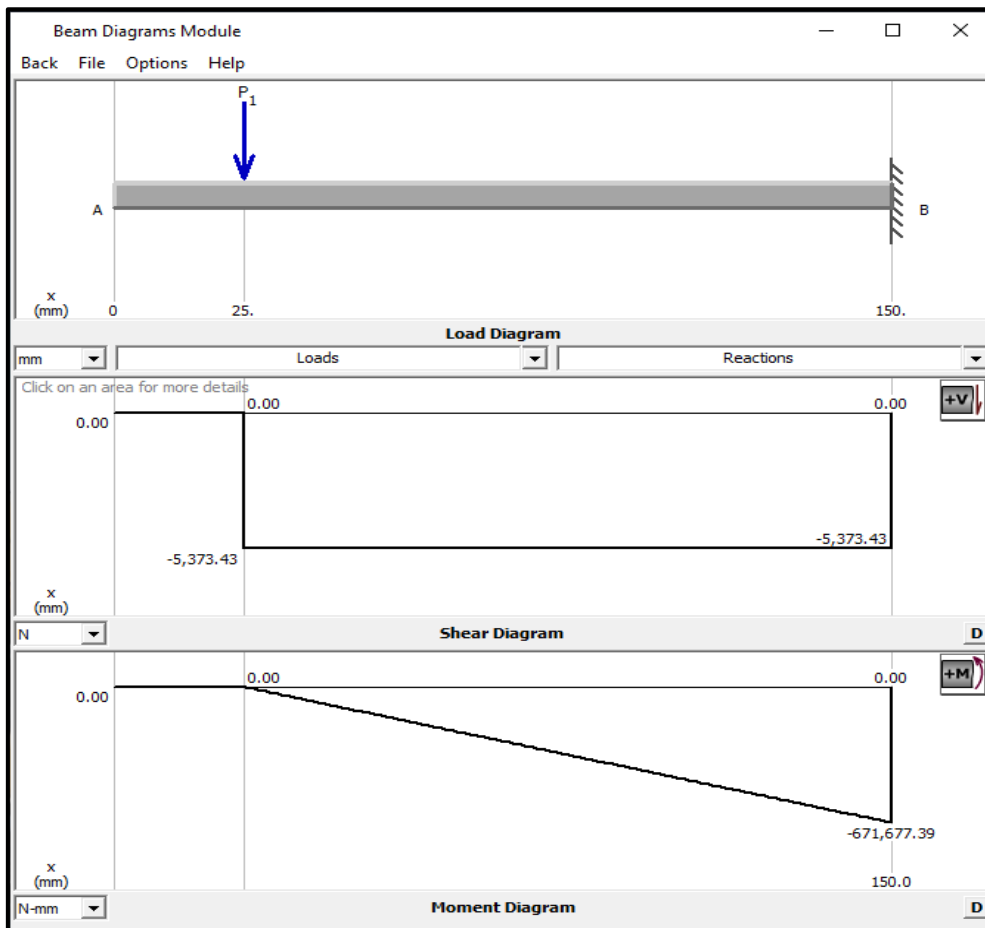 Beam Diagrams Module
Back File Options Help
P1
A B
x
(mm) 0 25. 150.
Load Diagram
mm Loads Reactions
Click on an area for more details
0.00 0.00 +V
0.00
-5,373.43
-5,373.43
x
(mm)
N Shear Diagram D
0.00 0.00 +M
0.00
-671,677.39
x
(mm) 150.0
N-mm Moment Diagram D